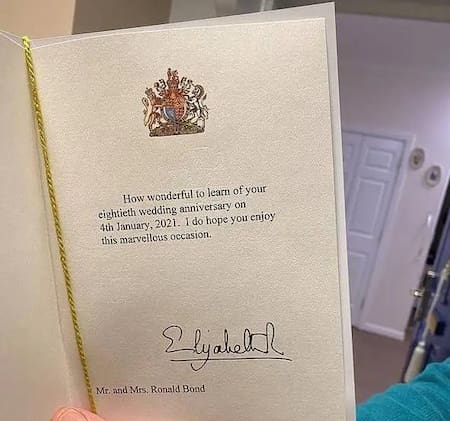 How wonderful to learn of your
eightieth wedding anniversary on
4th January, 2021. I do hope you enjoy
this marvellous occasion.
Elizabeth R
Mr. and Mrs. Ronald Bond